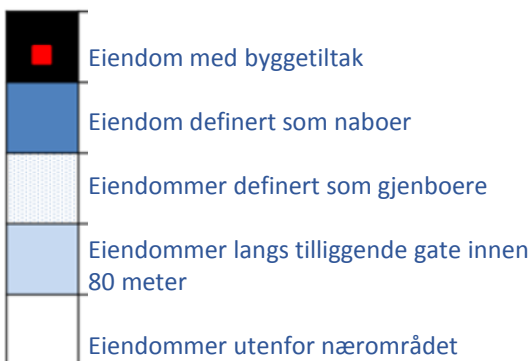 Eiendom med byggetiltak
Eiendom definert som naboer
Eiendommer definert som gjenboere
Eiendommer langs tilliggende gate innen
80 meter
Eiendommer utenfor nærområdet